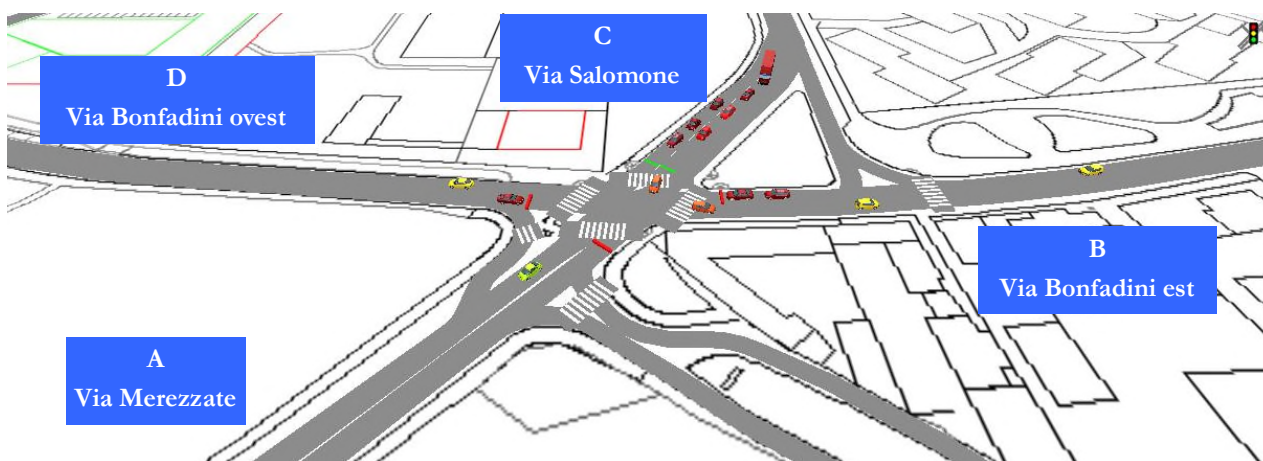 C
Via Salomone
D
Via Bonfadini ovest
B
Via Bonfadini est
A
Via Merezzate